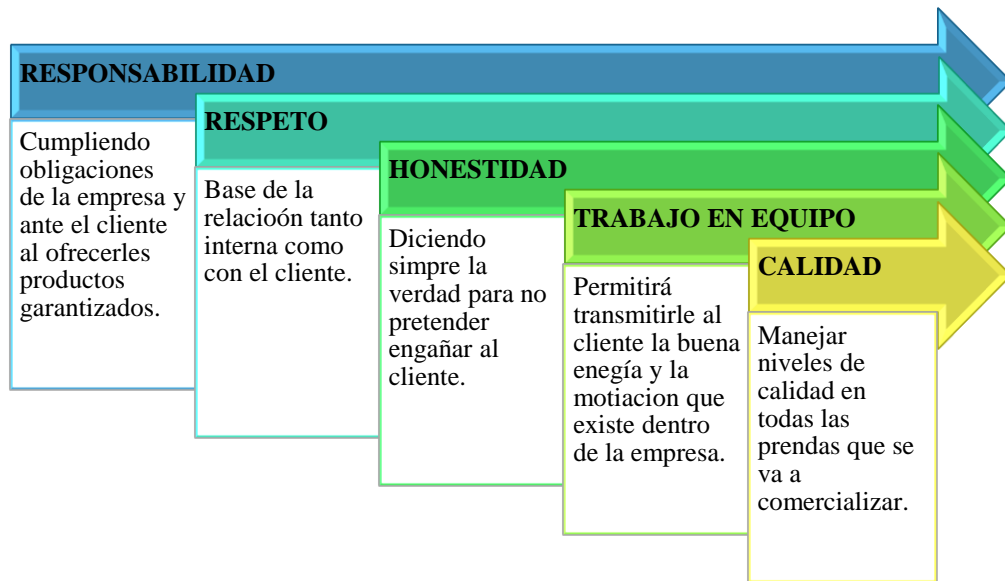 RESPONSABILIDAD
Cumpliendo
obligaciones
de la empresa y
ante el cliente
al ofrecerles
productos
garantizados.
RESPETO
Base de la
relacioón tanto
interna como
con el cliente.
HONESTIDAD
Diciendo
simpre la
verdad para no
pretender
engañar al
cliente.
TRABAJO EN EQUIPO
Permitirá
transmitirle al
cliente la buena
enegía y la
motiacion que
existe dentro
de la empresa.
CALIDAD
Manejar
niveles de
calidad en
todas las
prendas que se
va a
comercializar.